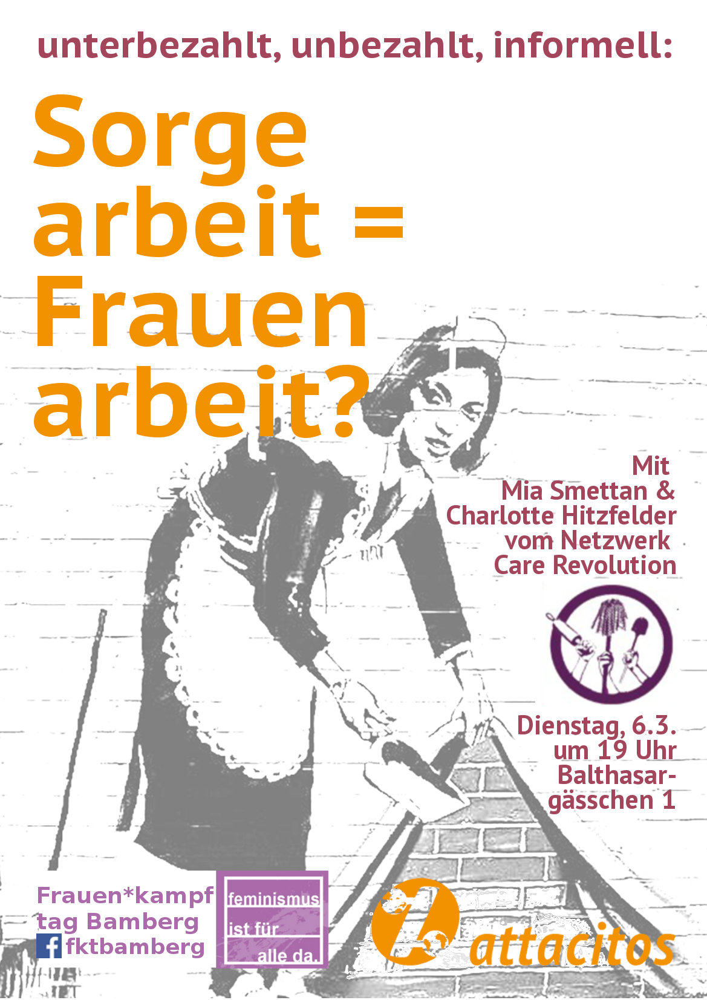 unterbezahlt, unbezahlt, informell:
Sorge
arbeit =
Frauen
arbeit?
Mit
Mia Smettan &
Charlotte Hitzfelder
vom Netzwerk
Care Revolution
Dienstag, 6.3.
um 19 Uhr
Balthasar-
gässchen 1
Frauen*kampf
tag Bamberg
fktbamberg
feminismus
ist für
alle da.
attacitos